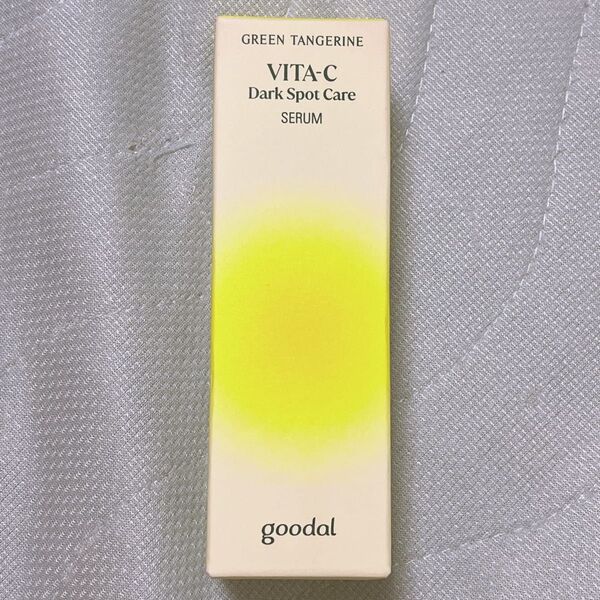 GREEN TANGERINE
VITA-C
Dark Spot Care
SERUM
goodal